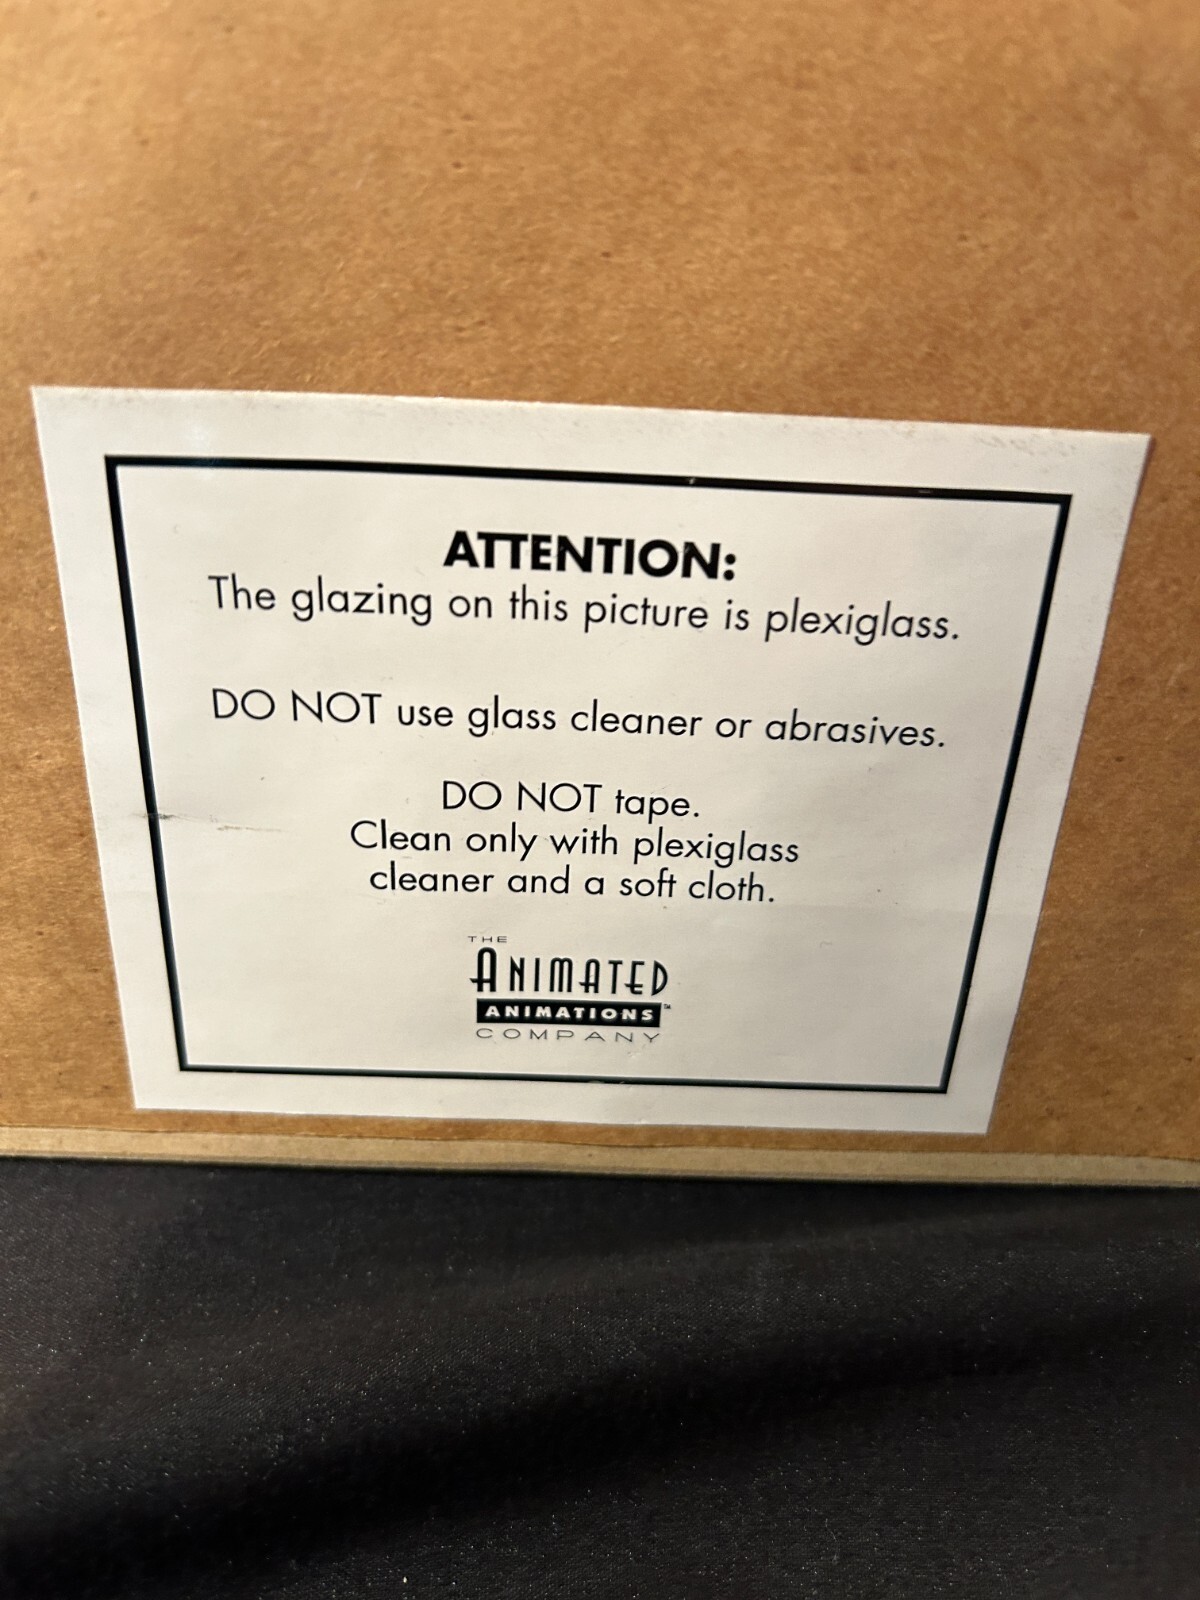 ATTENTION:
The glazing on this picture is plexiglass.
DO NOT use glass cleaner or abrasives.
DO NOT tape.
Clean only with plexiglass
cleaner and a soft cloth.
THE
ANIMATED
ANIMATIONS™
COMPANY